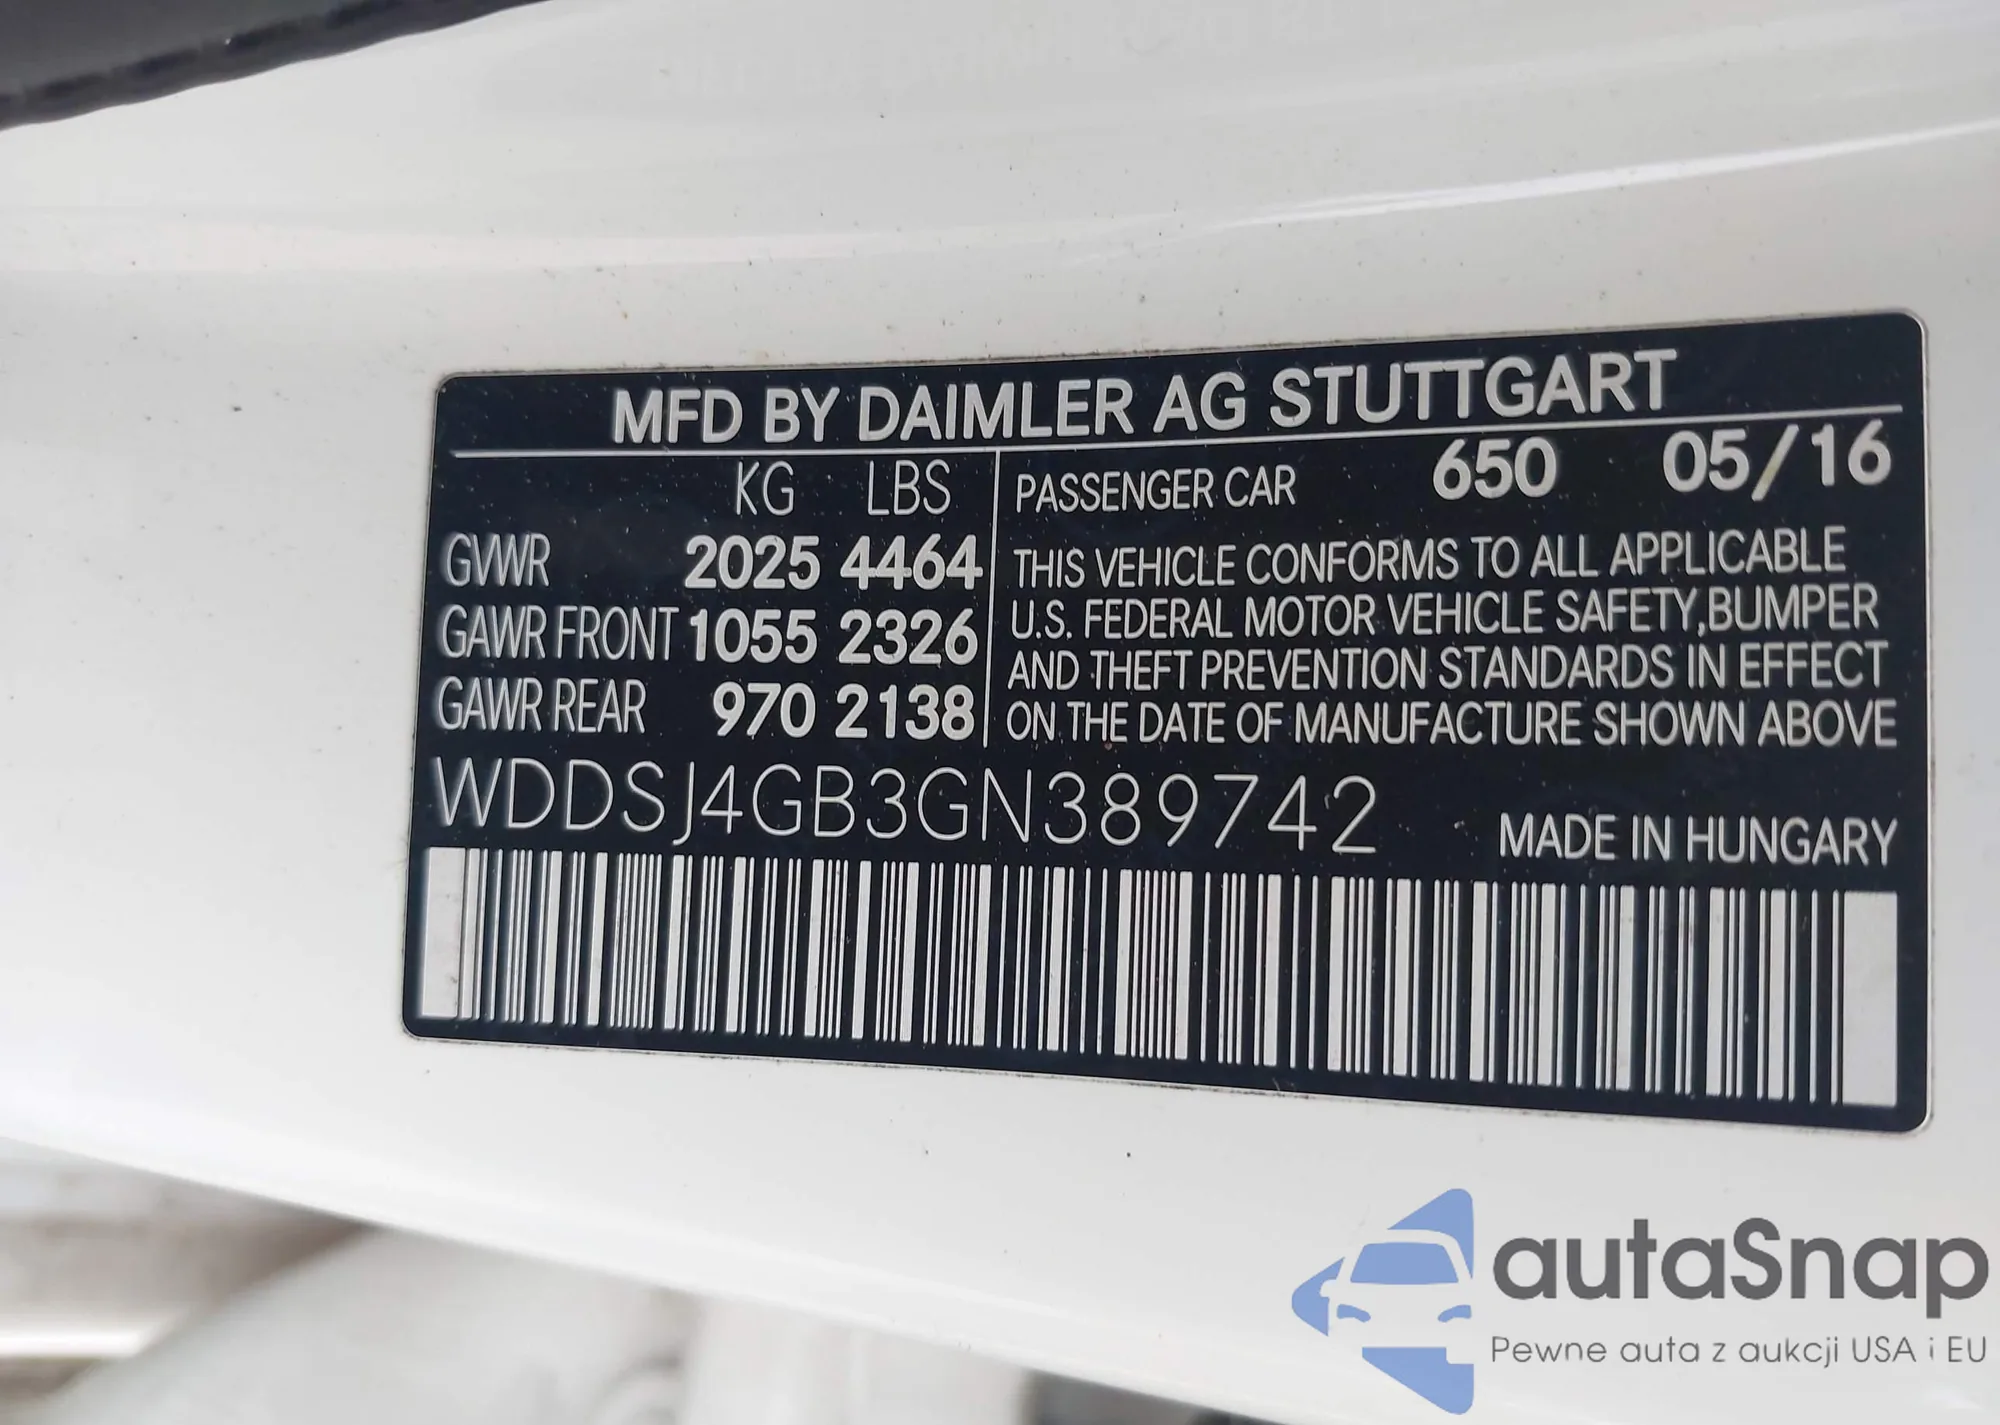 MFD BY DAIMLER AG STUTTGART
KG LBS
GVWR 2025 4464
GAWR FRONT 1055 2326
GAWR REAR 970 2138
PASSENGER CAR 650 05/16
THIS VEHICLE CONFORMS TO ALL APPLICABLE
U.S. FEDERAL MOTOR VEHICLE SAFETY, BUMPER
AND THEFT PREVENTION STANDARDS IN EFFECT
ON THE DATE OF MANUFACTURE SHOWN ABOVE
WDDSJ4GB3GN389742
MADE IN HUNGARY
autaSnap
Pewne auta z aukcji USA i EU